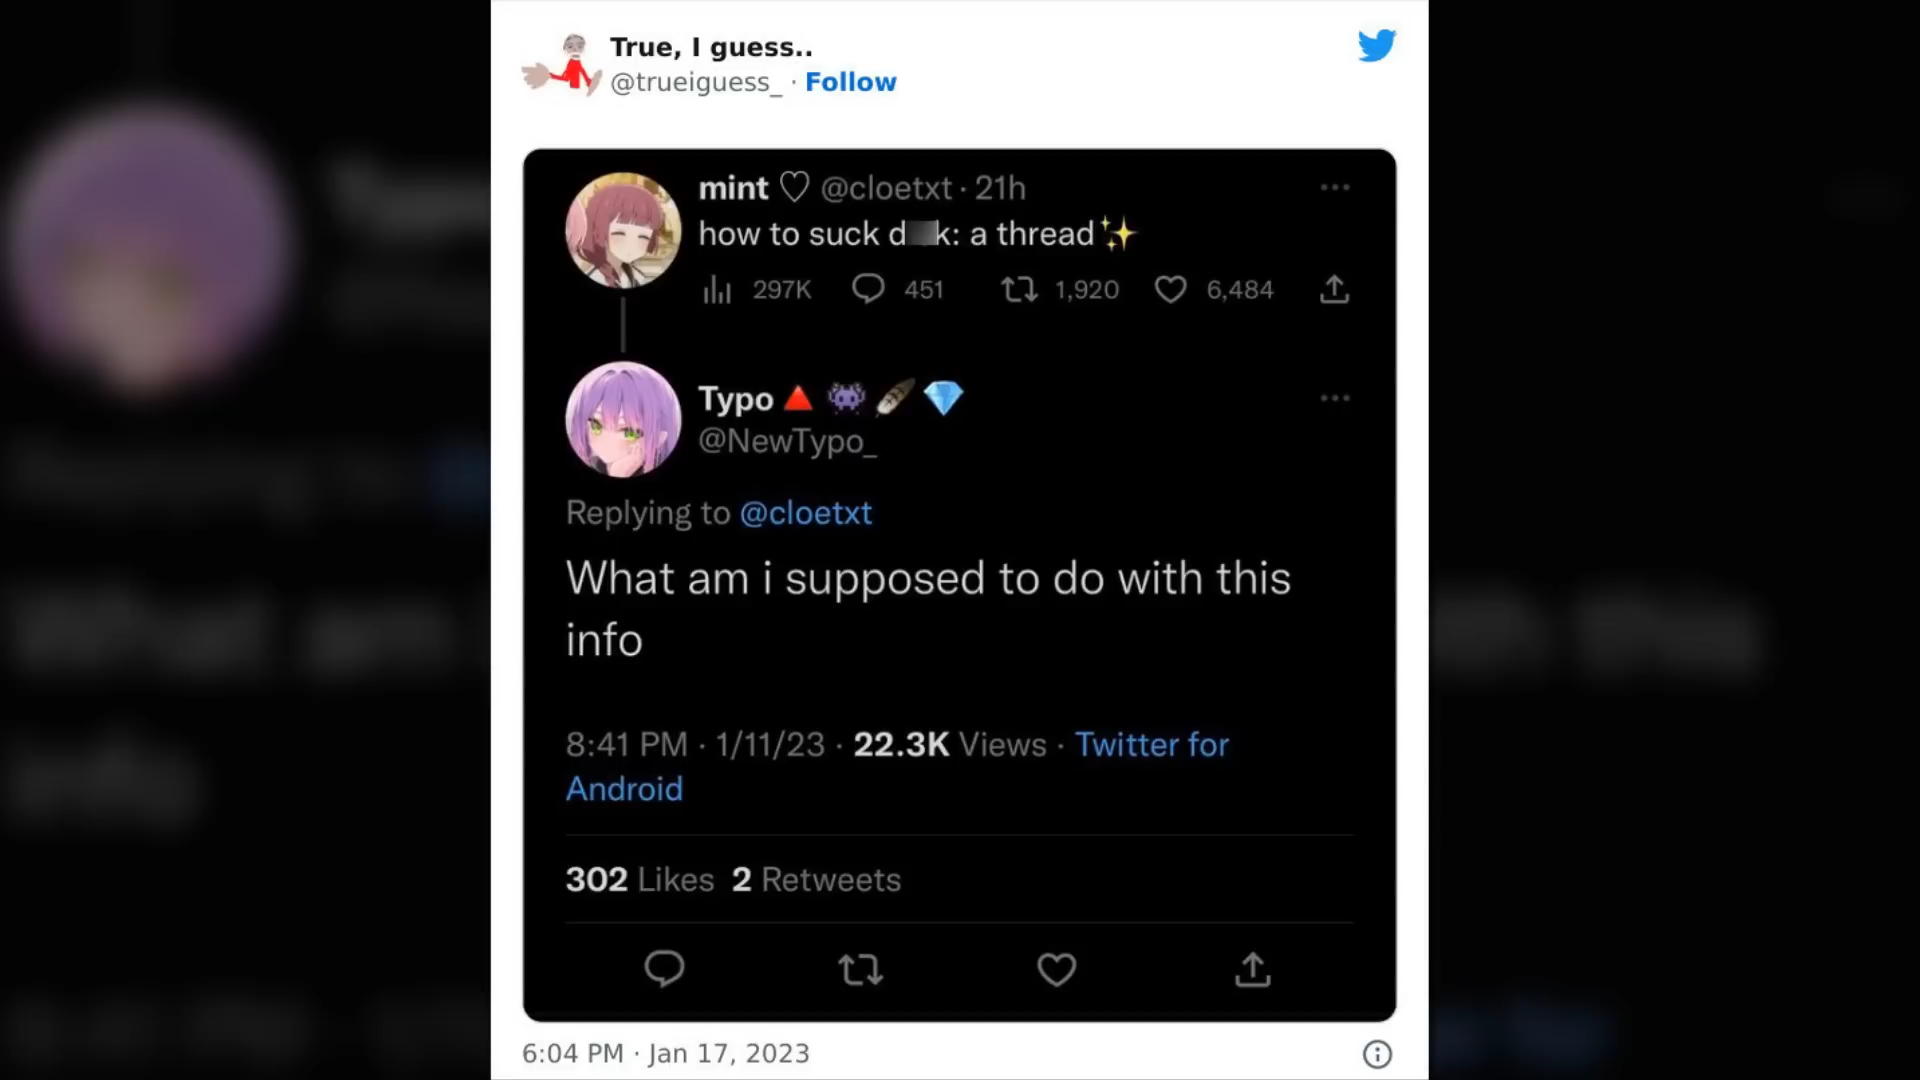 True, I guess..
@trueiguess_ · Follow
mint ♡ @cloetxt · 21h
how to suck d k: a thread✨
297K 451 1,920 6,484
Typo🔺👾🪶💎
@NewTypo_
Replying to @cloetxt
What am i supposed to do with this
info
8:41 PM · 1/11/23 · 22.3K Views · Twitter for
Android
302 Likes 2 Retweets
6:04 PM · Jan 17, 2023